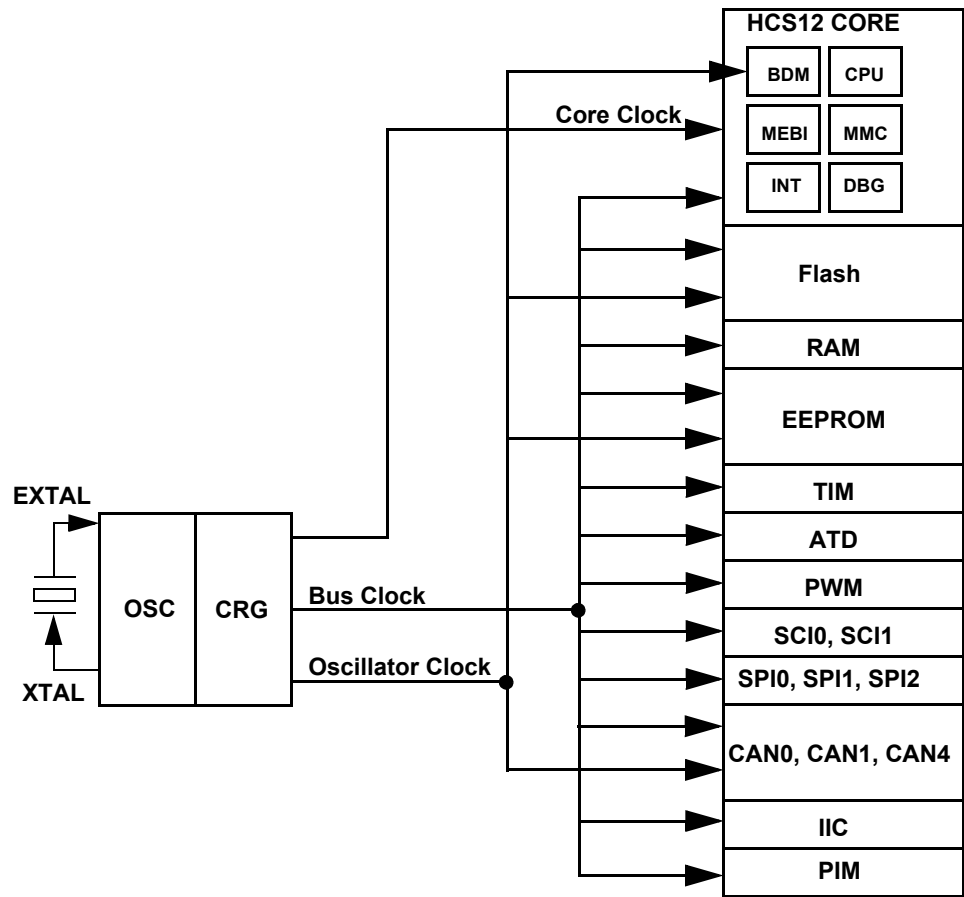 HCS12 CORE
BDM
CPU
Core Clock
MEBI
MMC
INT
DBG
Flash
RAM
EEPROM
EXTAL
TIM
ATD
OSC
CRG
Bus Clock
PWM
SCI0, SCI1
Oscillator Clock
XTAL
SPI0, SPI1, SPI2
CAN0, CAN1, CAN4
IIC
PIM